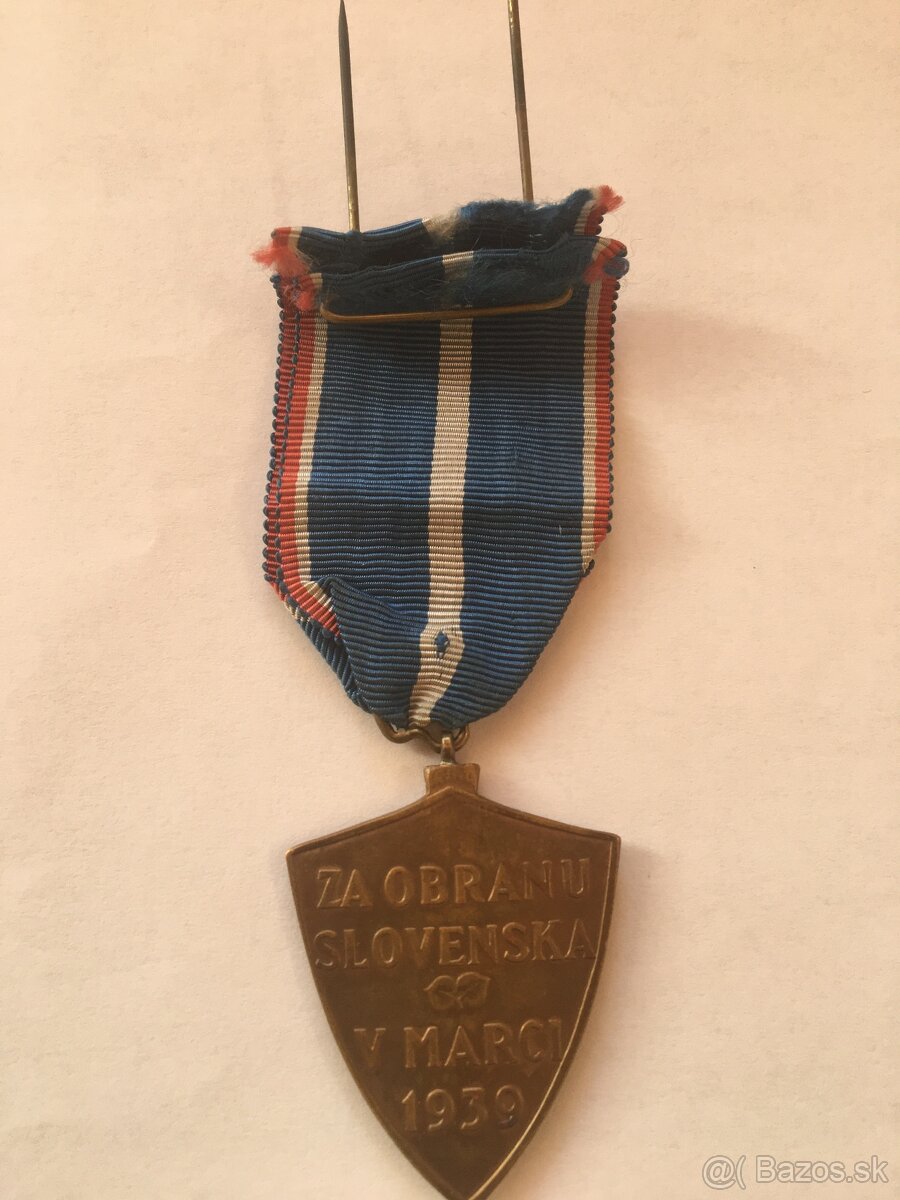 ZA OBRANU
SLOVENSKA
V MARCI
1939
@( Bazos.sk